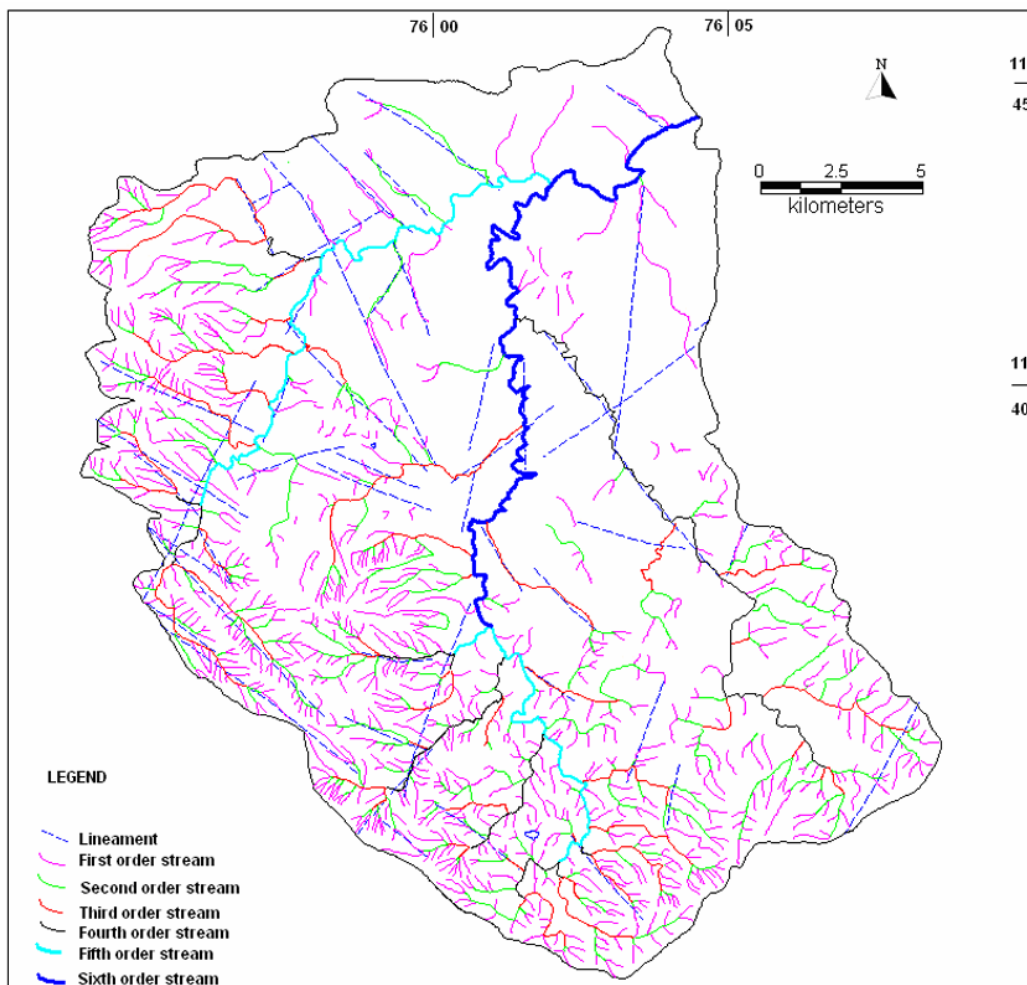 76 00
76 05
N
11
45
0 2.5 5
kilometers
11
40
LEGEND
Lineament
First order stream
Second order stream
Third order stream
Fourth order stream
Fifth order stream
Sixth order stream